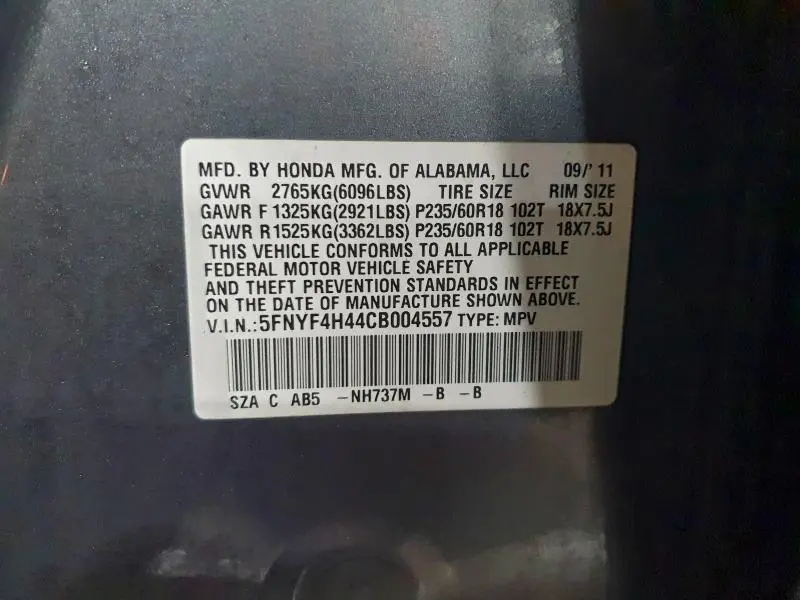 MFD. BY HONDA MFG. OF ALABAMA, LLC 09/'11
GVWR 2765KG(6096LBS) TIRE SIZE RIM SIZE
GAWR F 1325KG(2921LBS) P235/60R18 102T 18X7.5J
GAWR R1525KG(3362LBS) P235/60R18 102T 18X7.5J
THIS VEHICLE CONFORMS TO ALL APPLICABLE
FEDERAL MOTOR VEHICLE SAFETY
AND THEFT PREVENTION STANDARDS IN EFFECT
ON THE DATE OF MANUFACTURE SHOWN ABOVE.
V.I.N.:5FNYF4H44CB004557 TYPE: MPV
SZA C AB5 -NH737M -B -B